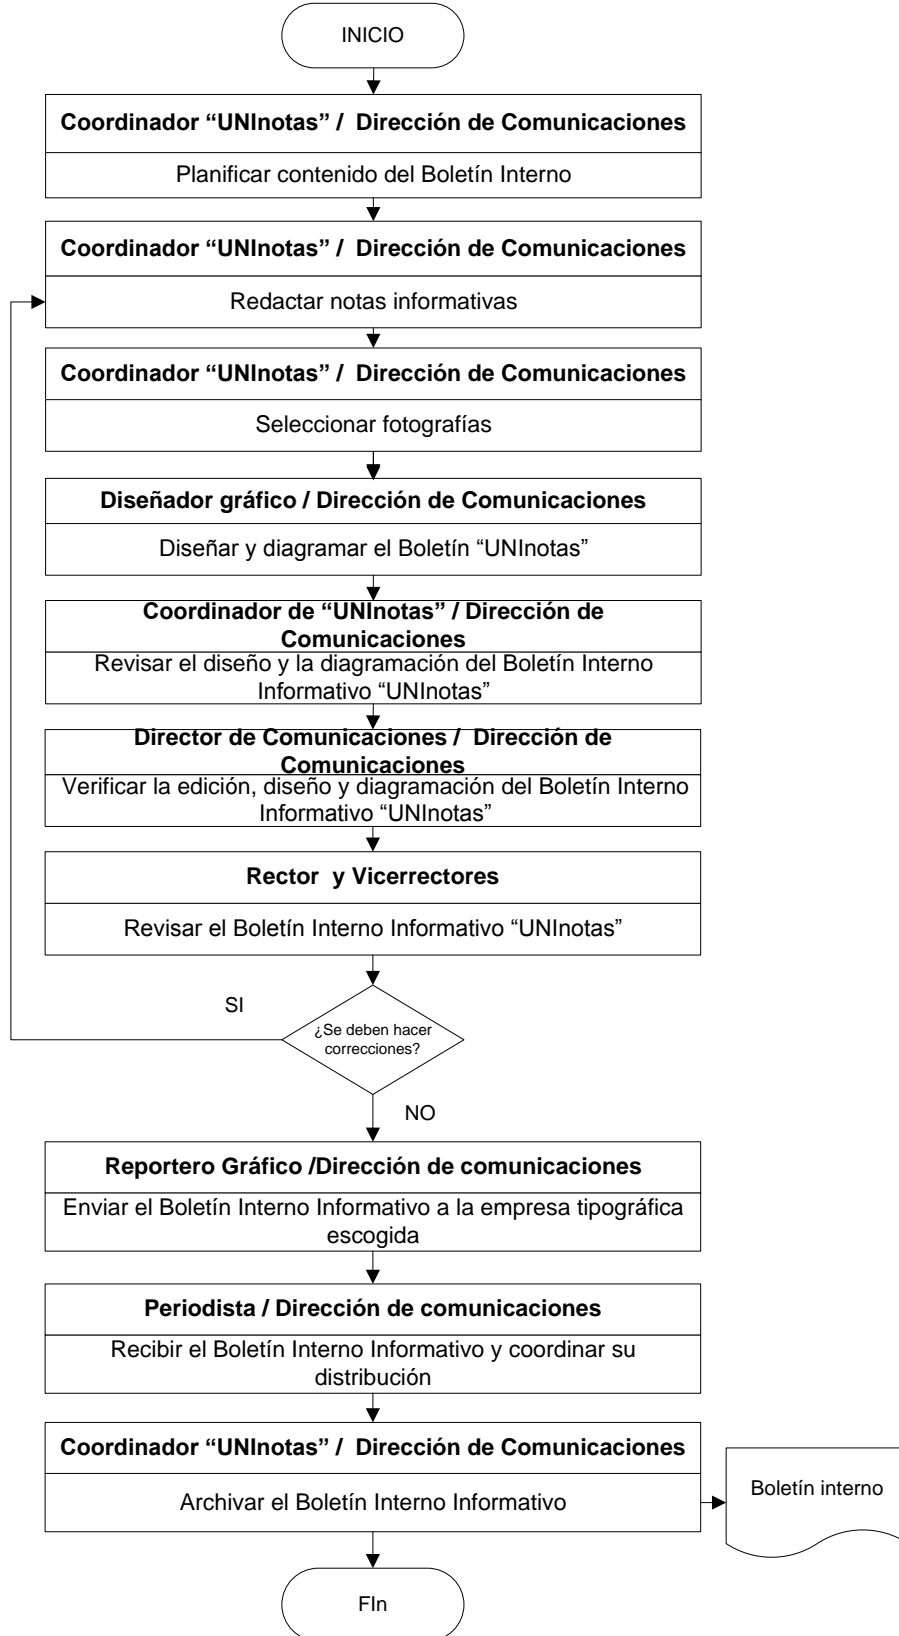 INICIO
Coordinador “UNInotas” / Dirección de Comunicaciones
Planificar contenido del Boletín Interno
Coordinador “UNInotas” / Dirección de Comunicaciones
Redactar notas informativas
Coordinador “UNInotas” / Dirección de Comunicaciones
Seleccionar fotografías
Diseñador gráfico / Dirección de Comunicaciones
Diseñar y diagramar el Boletín “UNInotas”
Coordinador de “UNInotas” / Dirección de
Comunicaciones
Revisar el diseño y la diagramación del Boletín Interno
Informativo “UNInotas”
Director de Comunicaciones / Dirección de
Comunicaciones
Verificar la edición, diseño y diagramación del Boletín Interno
Informativo “UNInotas”
Rector y Vicerrectores
Revisar el Boletín Interno Informativo “UNInotas”
SI
¿Se deben hacer
correcciones?
NO
Reportero Gráfico /Dirección de comunicaciones
Enviar el Boletín Interno Informativo a la empresa tipográfica
escogida
Periodista / Dirección de comunicaciones
Recibir el Boletín Interno Informativo y coordinar su
distribución
Coordinador “UNInotas” / Dirección de Comunicaciones
Archivar el Boletín Interno Informativo
Boletín interno
FIn